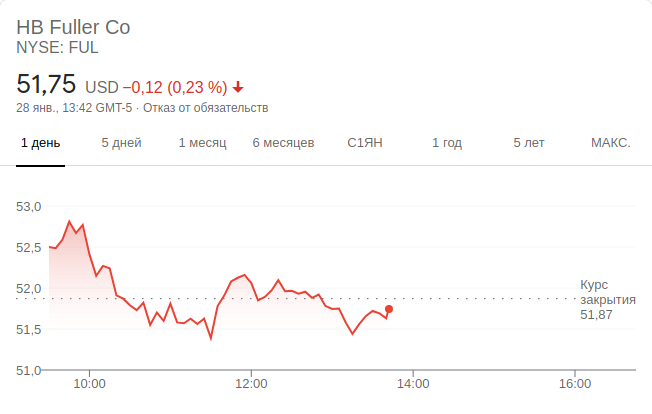 HB Fuller Co
NYSE: FUL
51,75 USD −0,12 (0,23 %)
28 янв., 13:42 GMT-5 · Отказ от обязательств
1 день 5 дней 1 месяц 6 месяцев С1ЯН 1 год 5 лет МАКС.
53,0
52,5
52,0
51,5
51,0
Курс
закрытия
51,87
10:00 12:00 14:00 16:00